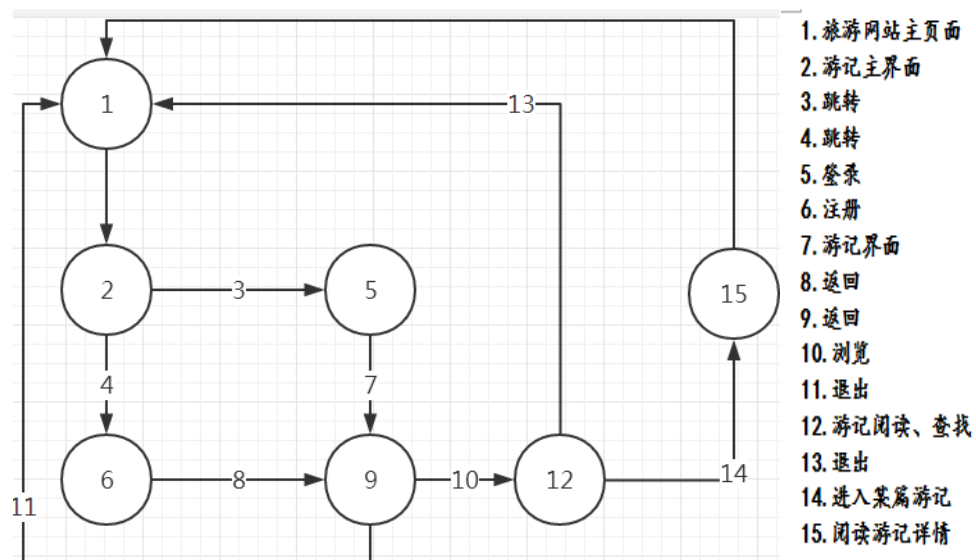 1
13
2
3
5
15
4
7
6
8
9
10
12
14
11
1.旅游网站主页面
2.游记主界面
3.跳转
4.跳转
5.登录
6.注册
7.游记界面
8.返回
9.返回
10.浏览
11.退出
12.游记阅读、查找
13.退出
14.进入某篇游记
15.阅读游记详情